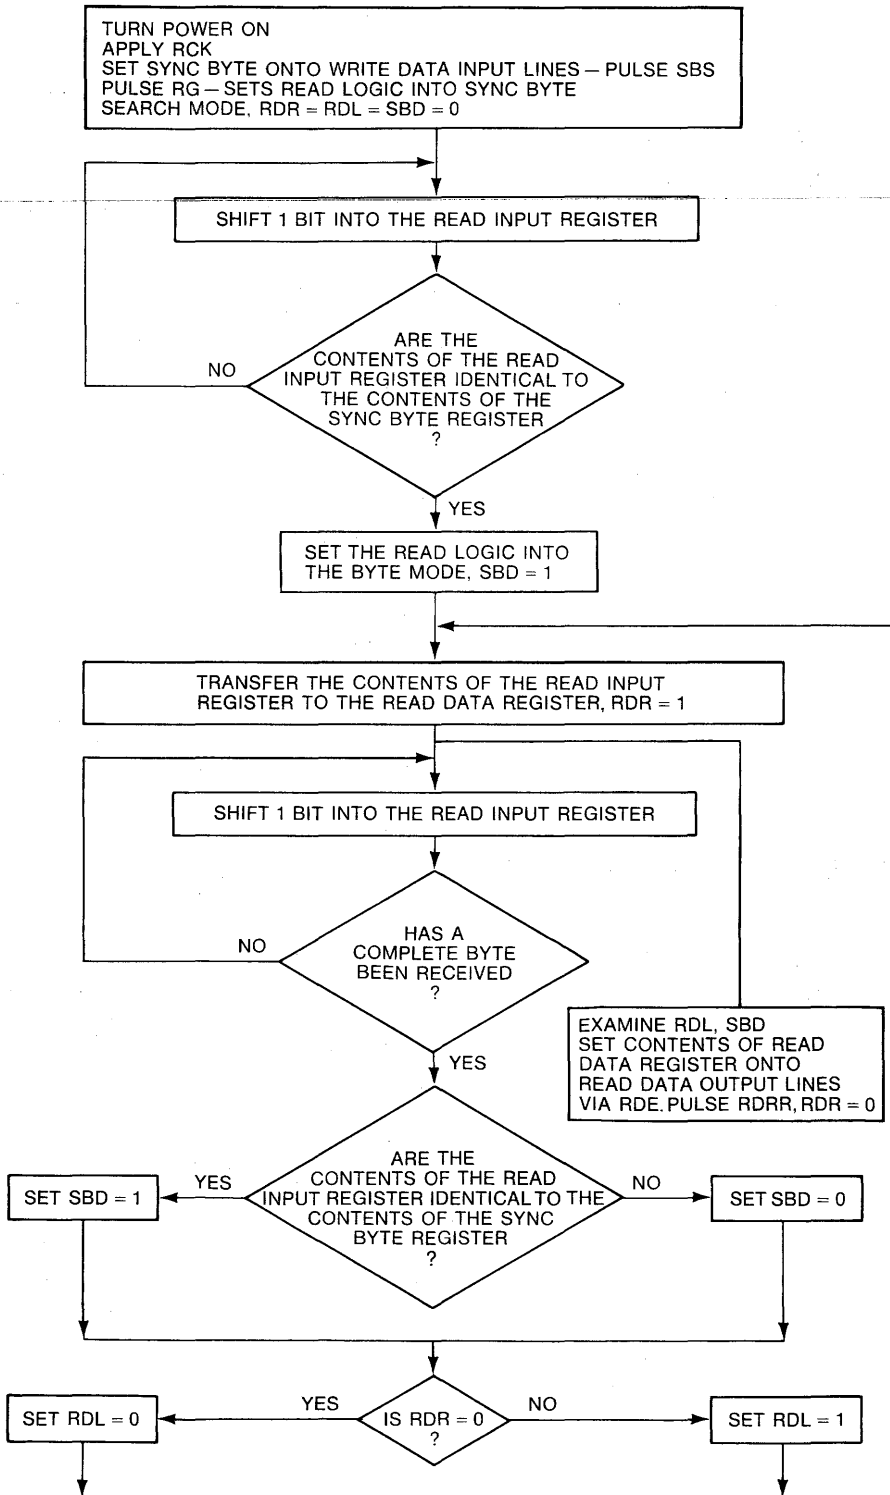 TURN POWER ON
APPLY RCK
SET SYNC BYTE ONTO WRITE DATA INPUT LINES – PULSE SBS
PULSE RG – SETS READ LOGIC INTO SYNC BYTE
SEARCH MODE, RDR = RDL = SBD = 0
SHIFT 1 BIT INTO THE READ INPUT REGISTER
ARE THE
CONTENTS OF THE READ
INPUT REGISTER IDENTICAL TO
THE CONTENTS OF THE
SYNC BYTE REGISTER
?
NO
YES
SET THE READ LOGIC INTO
THE BYTE MODE, SBD = 1
TRANSFER THE CONTENTS OF THE READ INPUT
REGISTER TO THE READ DATA REGISTER, RDR = 1
SHIFT 1 BIT INTO THE READ INPUT REGISTER
HAS A
COMPLETE BYTE
BEEN RECEIVED
?
NO
YES
EXAMINE RDL, SBD
SET CONTENTS OF READ
DATA REGISTER ONTO
READ DATA OUTPUT LINES
VIA RDE. PULSE RDRR, RDR = 0
ARE THE
CONTENTS OF THE READ
INPUT REGISTER IDENTICAL TO THE
CONTENTS OF THE SYNC
BYTE REGISTER
?
YES
NO
SET SBD = 1
SET SBD = 0
YES
NO
IS RDR = 0
?
SET RDL = 0
SET RDL = 1